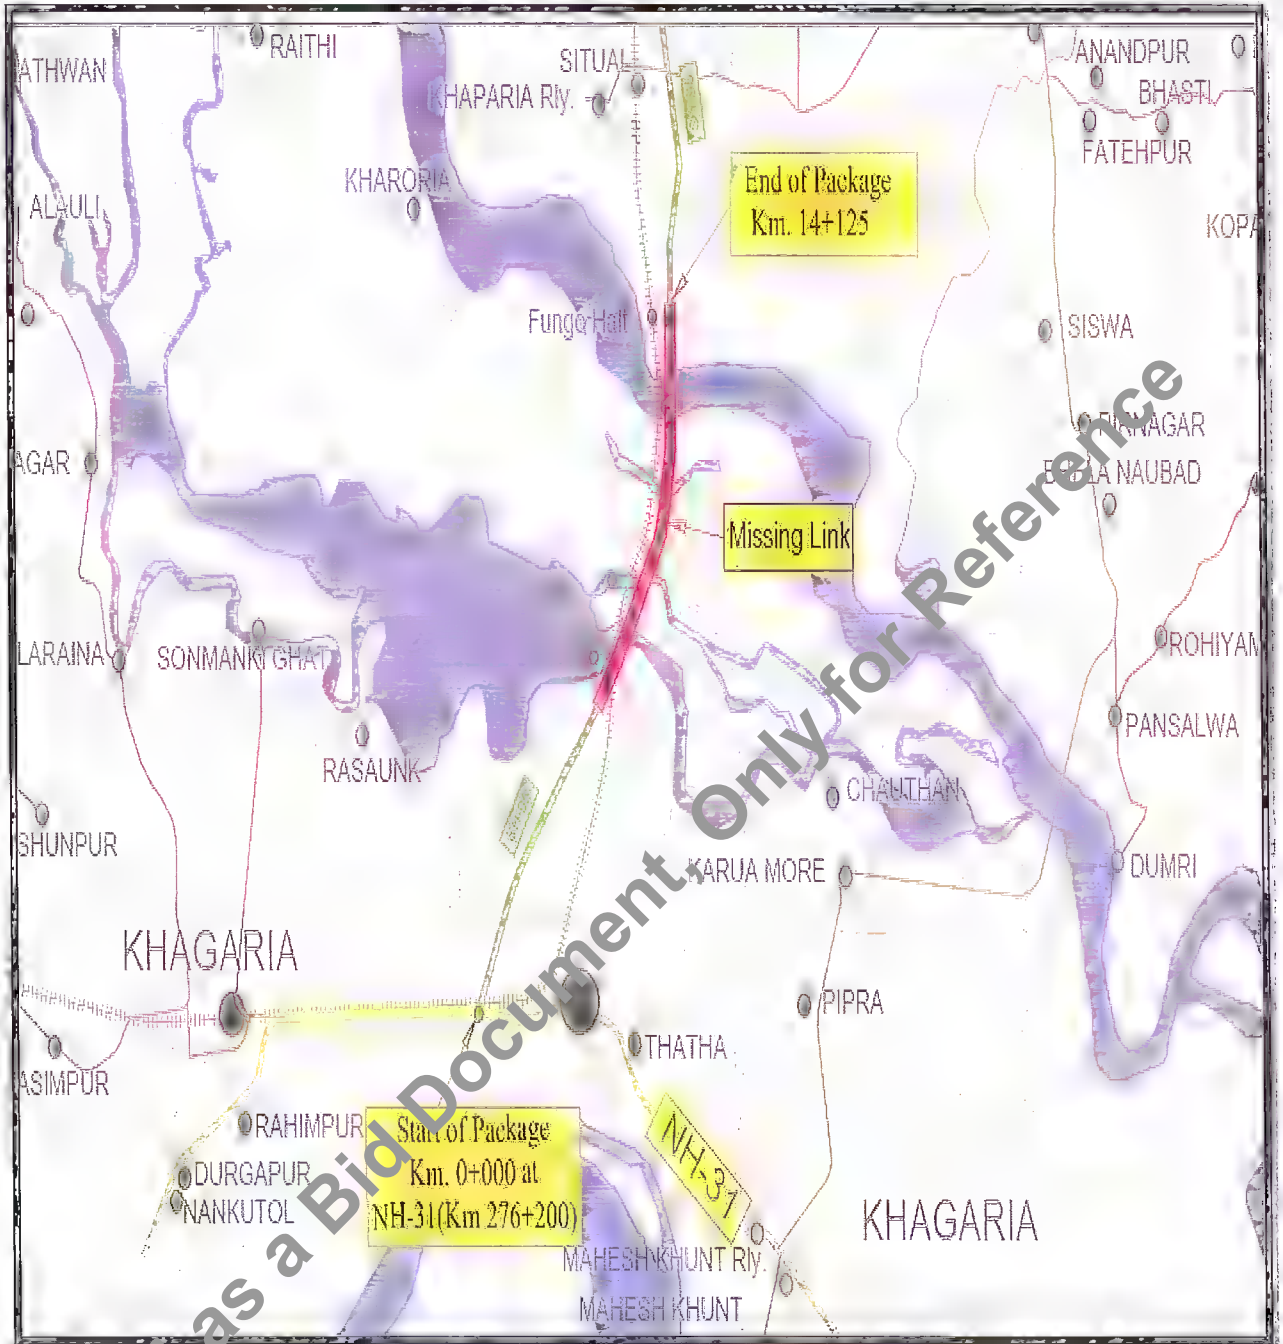 RAITHI
SITUAL
ANANDPUR
ATHWAN
KHAPARIA Rly.
BHASTI
FATEHPUR
KHARORIA
End of Package
Km. 14+125
ALAULI
KOPA
Fungo Halt
SISWA
PIRNAGAR
AGAR
NAUBAD
Missing Link
LARAINA
SONMANKI GHAT
ROHIYAM
PANSALWA
RASAUNK
CHAUTHAN
SHUNPUR
KARUA MORE
DUMRI
KHAGARIA
PIPRA
THATHA
ASIMPUR
RAHIMPUR
Start of Package
Km. 0+000 at
NH-31(Km 276+200)
NH-31
DURGAPUR
NANKUTOL
KHAGARIA
MAHESH KHUNT Rly.
MAHESH KHUNT
as a Bid Document, Only for Reference